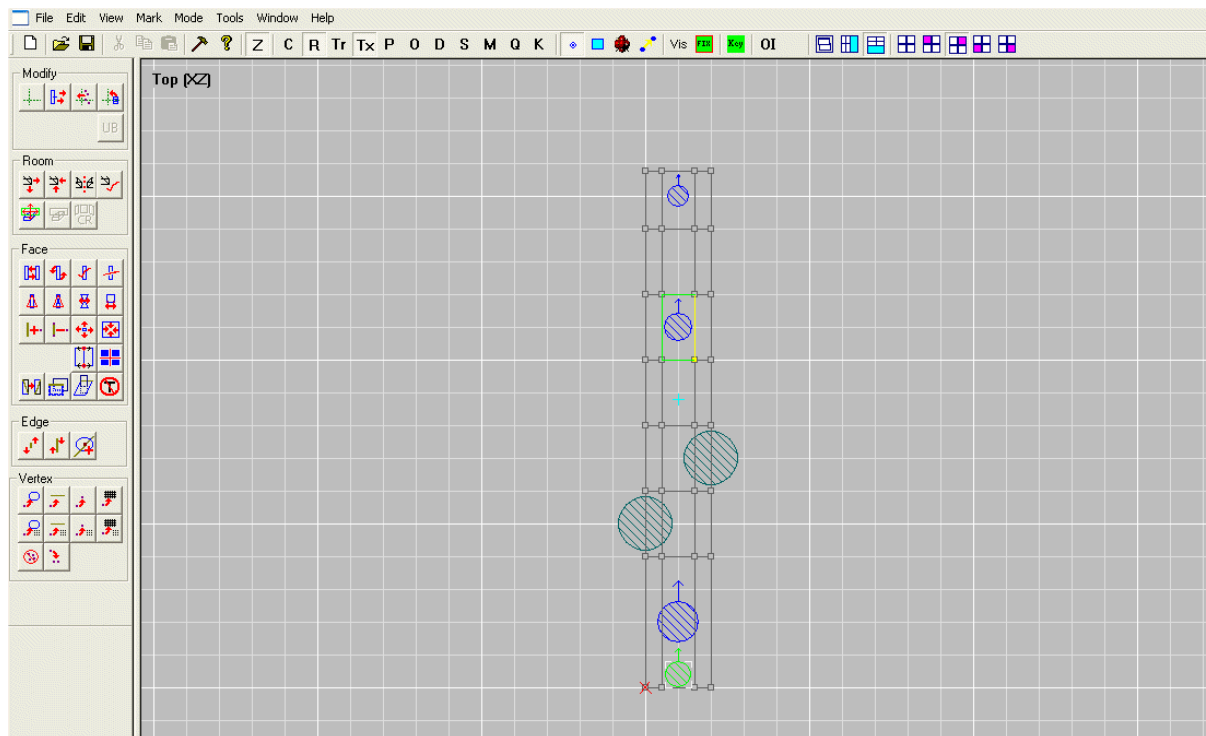 File Edit View Mark Mode Tools Window Help
Z C R Tr Tx P O D S M Q K Vis FIX Key OI
Top (XZ)
Modify
UB
Room
CR
Face
Edge
Vertex